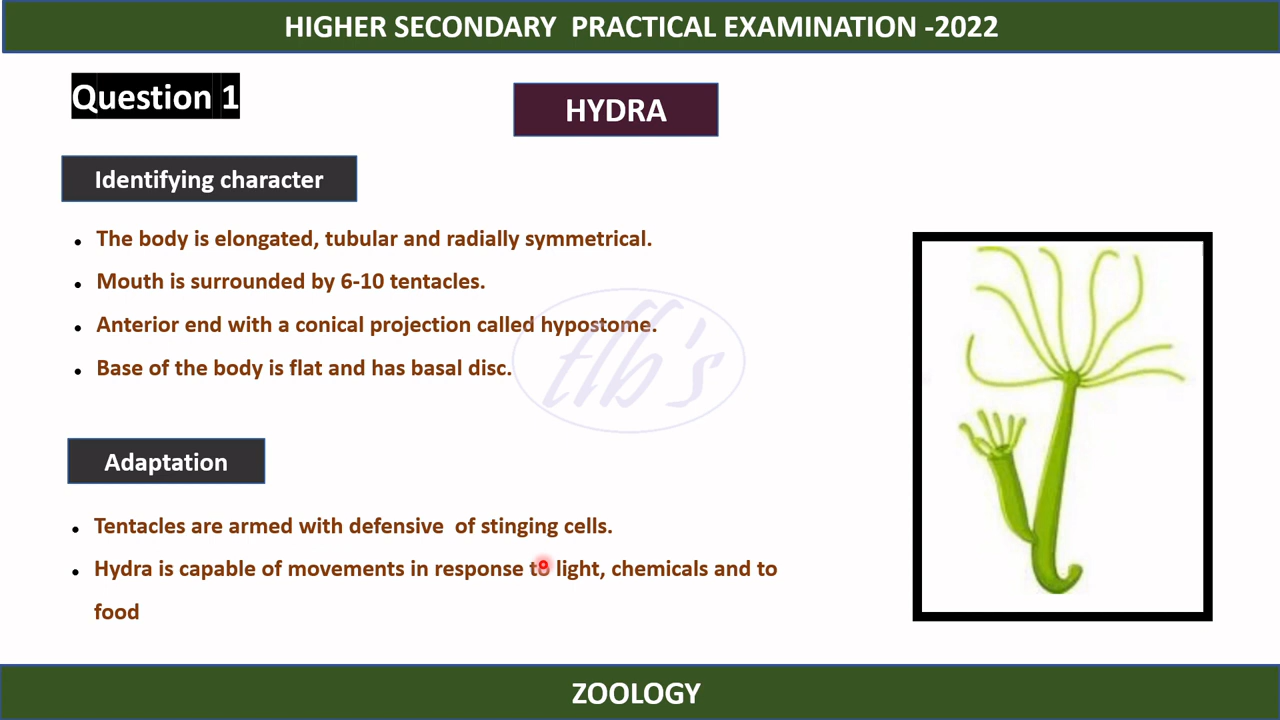 HIGHER SECONDARY PRACTICAL EXAMINATION -2022
Question 1
HYDRA
Identifying character
• The body is elongated, tubular and radially symmetrical.
• Mouth is surrounded by 6-10 tentacles.
• Anterior end with a conical projection called hypostome.
• Base of the body is flat and has basal disc.
tlb's
Adaptation
• Tentacles are armed with defensive of stinging cells.
• Hydra is capable of movements in response to light, chemicals and to
food
ZOOLOGY